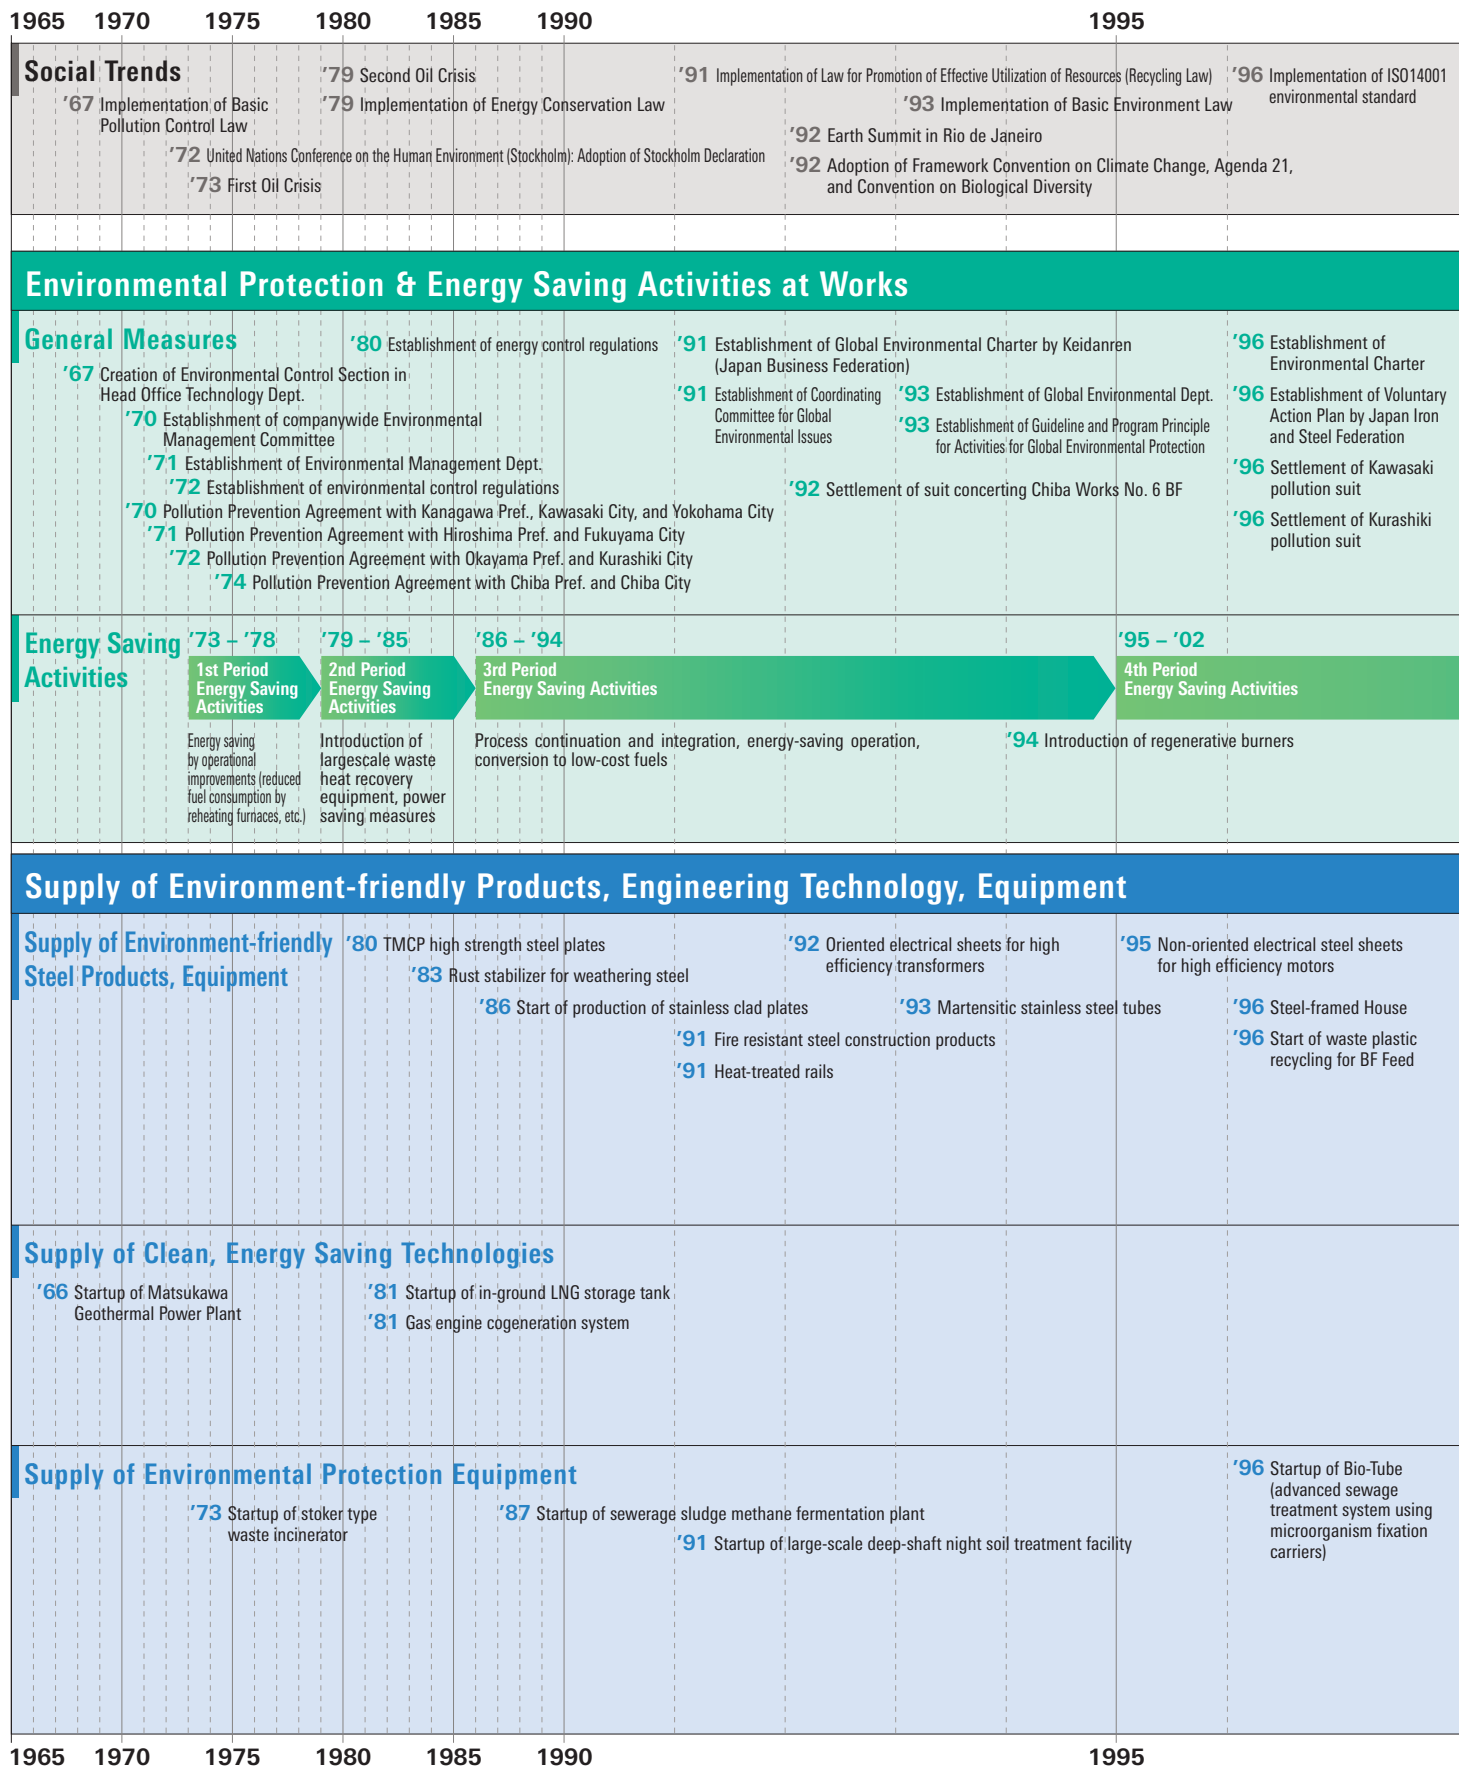 1965 1970 1975 1980 1985 1990 1995
Social Trends
'67 Implementation of Basic
Pollution Control Law
'72 United Nations Conference on the Human Environment (Stockholm): Adoption of Stockholm Declaration
'73 First Oil Crisis
'79 Second Oil Crisis
'79 Implementation of Energy Conservation Law
'91 Implementation of Law for Promotion of Effective Utilization of Resources (Recycling Law)
'93 Implementation of Basic Environment Law
'92 Earth Summit in Rio de Janeiro
'92 Adoption of Framework Convention on Climate Change, Agenda 21,
and Convention on Biological Diversity
'96 Implementation of ISO14001
environmental standard
Environmental Protection & Energy Saving Activities at Works
General Measures
'67 Creation of Environmental Control Section in
Head Office Technology Dept.
'70 Establishment of companywide Environmental
Management Committee
'71 Establishment of Environmental Management Dept.
'72 Establishment of environmental control regulations
'70 Pollution Prevention Agreement with Kanagawa Pref., Kawasaki City, and Yokohama City
'71 Pollution Prevention Agreement with Hiroshima Pref. and Fukuyama City
'72 Pollution Prevention Agreement with Okayama Pref. and Kurashiki City
'74 Pollution Prevention Agreement with Chiba Pref. and Chiba City
'80 Establishment of energy control regulations
'91 Establishment of Global Environmental Charter by Keidanren
(Japan Business Federation)
'91 Establishment of Coordinating
Committee for Global
Environmental Issues
'93 Establishment of Global Environmental Dept.
'93 Establishment of Guideline and Program Principle
for Activities for Global Environmental Protection
'92 Settlement of suit concerting Chiba Works No. 6 BF
'96 Establishment of
Environmental Charter
'96 Establishment of Voluntary
Action Plan by Japan Iron
and Steel Federation
'96 Settlement of Kawasaki
pollution suit
'96 Settlement of Kurashiki
pollution suit
Energy Saving
Activities
'73 – '78
1st Period
Energy Saving
Activities
Energy saving
by operational
improvements (reduced
fuel consumption by
reheating furnaces, etc.)
'79 – '85
2nd Period
Energy Saving
Activities
Introduction of
largescale waste
heat recovery
equipment, power
saving measures
'86 – '94
3rd Period
Energy Saving Activities
Process continuation and integration, energy-saving operation,
conversion to low-cost fuels
'94 Introduction of regenerative burners
'95 – '02
4th Period
Energy Saving Activities
Supply of Environment-friendly Products, Engineering Technology, Equipment
Supply of Environment-friendly
Steel Products, Equipment
'80 TMCP high strength steel plates
'83 Rust stabilizer for weathering steel
'86 Start of production of stainless clad plates
'91 Fire resistant steel construction products
'91 Heat-treated rails
'92 Oriented electrical sheets for high
efficiency transformers
'93 Martensitic stainless steel tubes
'95 Non-oriented electrical steel sheets
for high efficiency motors
'96 Steel-framed House
'96 Start of waste plastic
recycling for BF Feed
Supply of Clean, Energy Saving Technologies
'66 Startup of Matsukawa
Geothermal Power Plant
'81 Startup of in-ground LNG storage tank
'81 Gas engine cogeneration system
Supply of Environmental Protection Equipment
'73 Startup of stoker type
waste incinerator
'87 Startup of sewerage sludge methane fermentation plant
'91 Startup of large-scale deep-shaft night soil treatment facility
'96 Startup of Bio-Tube
(advanced sewage
treatment system using
microorganism fixation
carriers)
1965 1970 1975 1980 1985 1990 1995